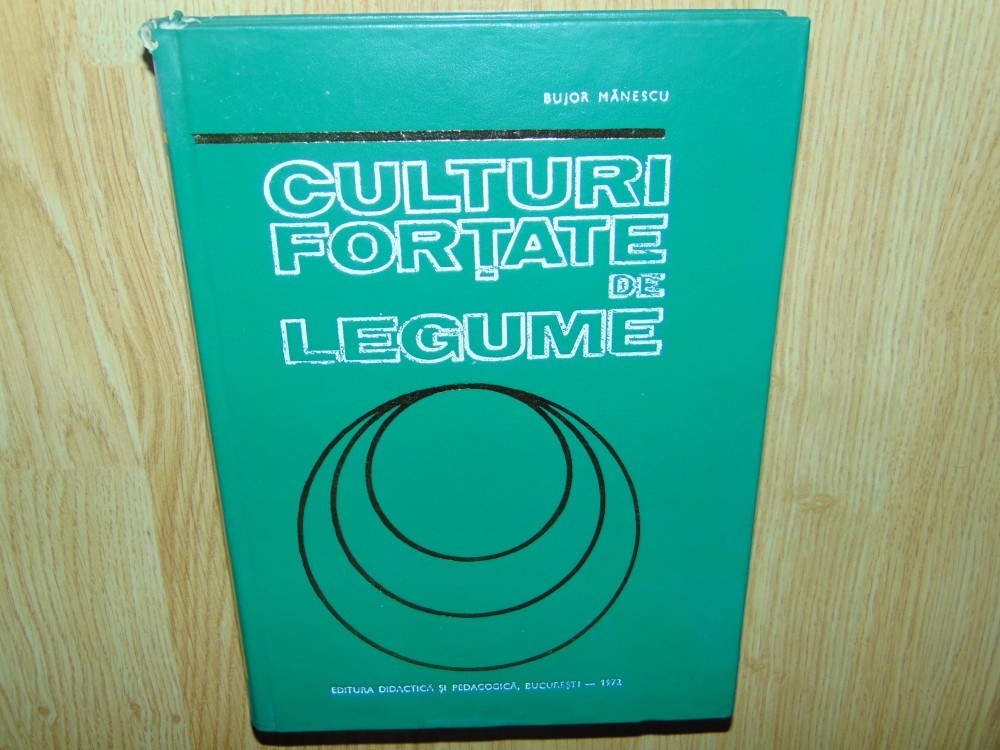 BUJOR MĂNESCU
CULTURI
FORȚATE
DE
LEGUME
EDITURA DIDACTICĂ ȘI PEDAGOGICĂ, BUCUREȘTI — 1972